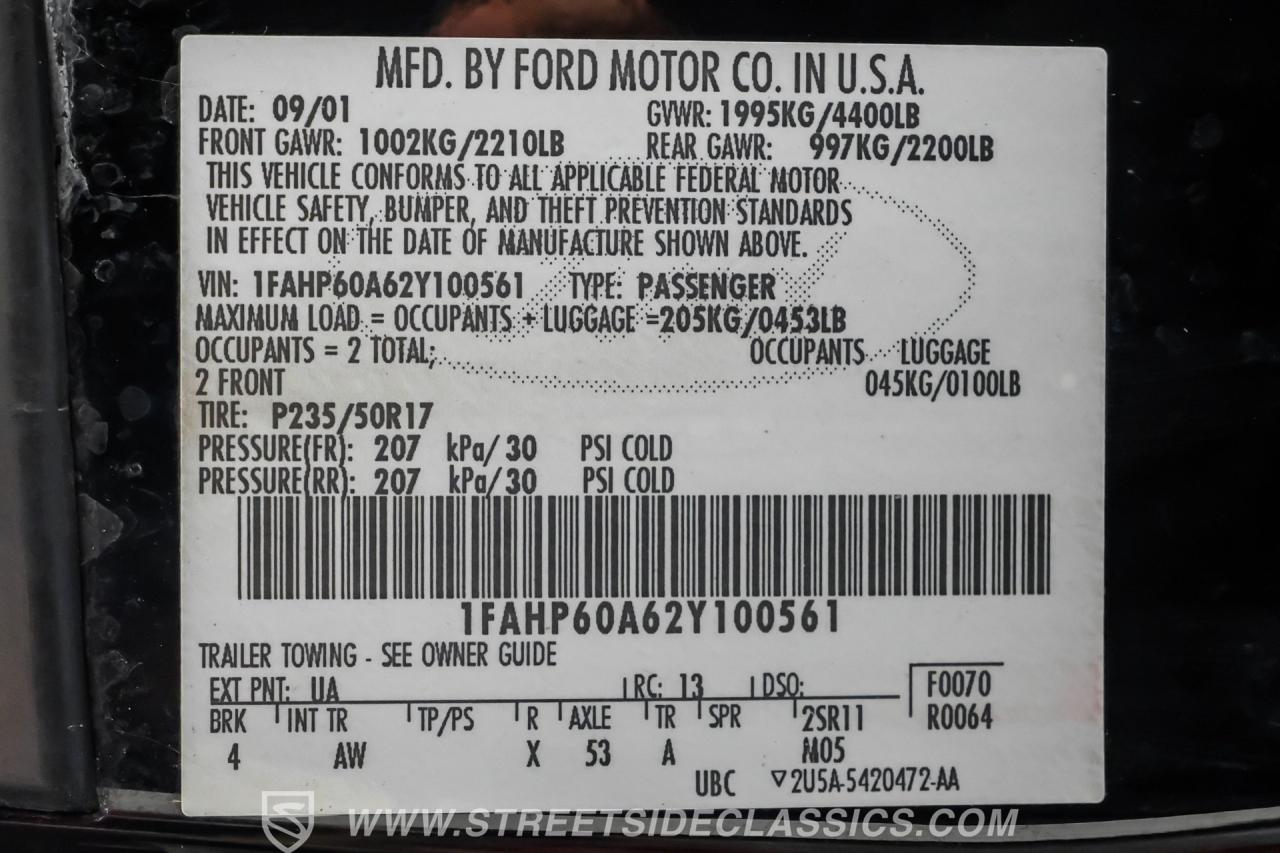 MFD. BY FORD MOTOR CO. IN U.S.A.
DATE: 09/01 GVWR: 1995KG/4400LB
FRONT GAWR: 1002KG/2210LB REAR GAWR: 997KG/2200LB
THIS VEHICLE CONFORMS TO ALL APPLICABLE FEDERAL MOTOR
VEHICLE SAFETY, BUMPER, AND THEFT PREVENTION STANDARDS
IN EFFECT ON THE DATE OF MANUFACTURE SHOWN ABOVE.
VIN: 1FAHP60A62Y100561 TYPE: PASSENGER
MAXIMUM LOAD = OCCUPANTS + LUGGAGE =205KG/0453LB
OCCUPANTS = 2 TOTAL; OCCUPANTS LUGGAGE
2 FRONT 045KG/0100LB
TIRE: P235/50R17
PRESSURE(FR): 207 kPa/ 30 PSI COLD
PRESSURE(RR): 207 kPa/ 30 PSI COLD
1FAHP60A62Y100561
TRAILER TOWING - SEE OWNER GUIDE
EXT PNT: UA RC: 13 DSO: F0070
BRK INT TR TP/PS R AXLE TR SPR 2SR11 R0064
4 AW X 53 A M05
UBC ▽2U5A-5420472-AA
WWW.STREETSIDECLASSICS.COM